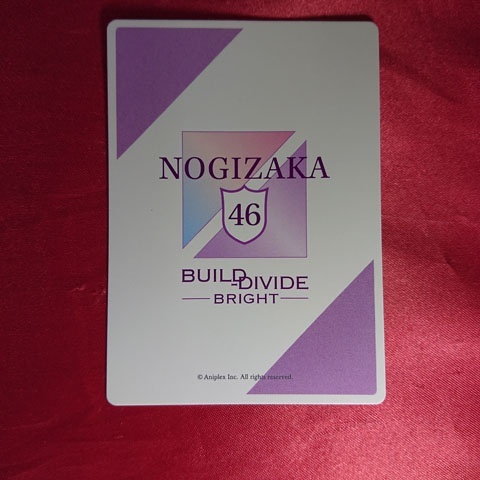 NOGIZAKA
46
BUILD-DIVIDE
BRIGHT
© Aniplex Inc. All rights reserved.